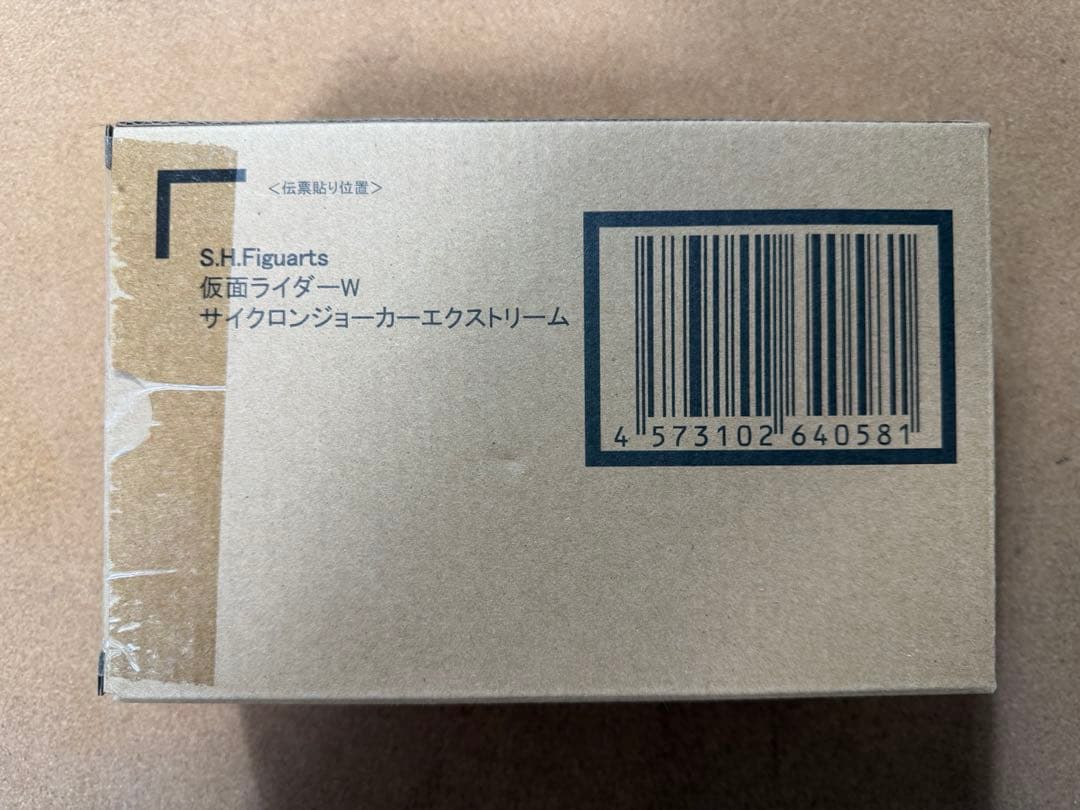 ＜伝票貼り位置＞
S.H.Figuarts
仮面ライダーW
サイクロンジョーカーエクストリーム
4 573102 640581